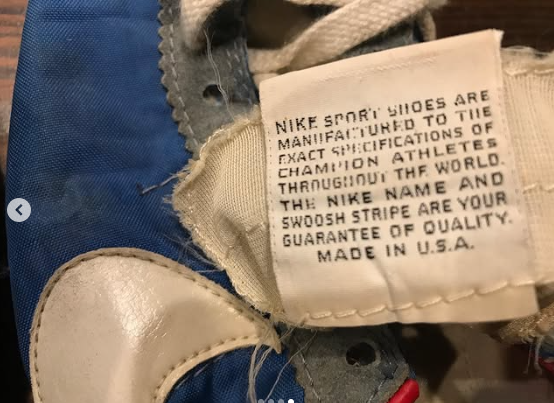 NIKE SPORT SHOES ARE
MANUFACTURED TO THE
EXACT SPECIFICATIONS OF
CHAMPION ATHLETES
THROUGHOUT THE WORLD.
THE NIKE NAME AND
SWOOSH STRIPE ARE YOUR
GUARANTEE OF QUALITY.
MADE IN U.S.A.